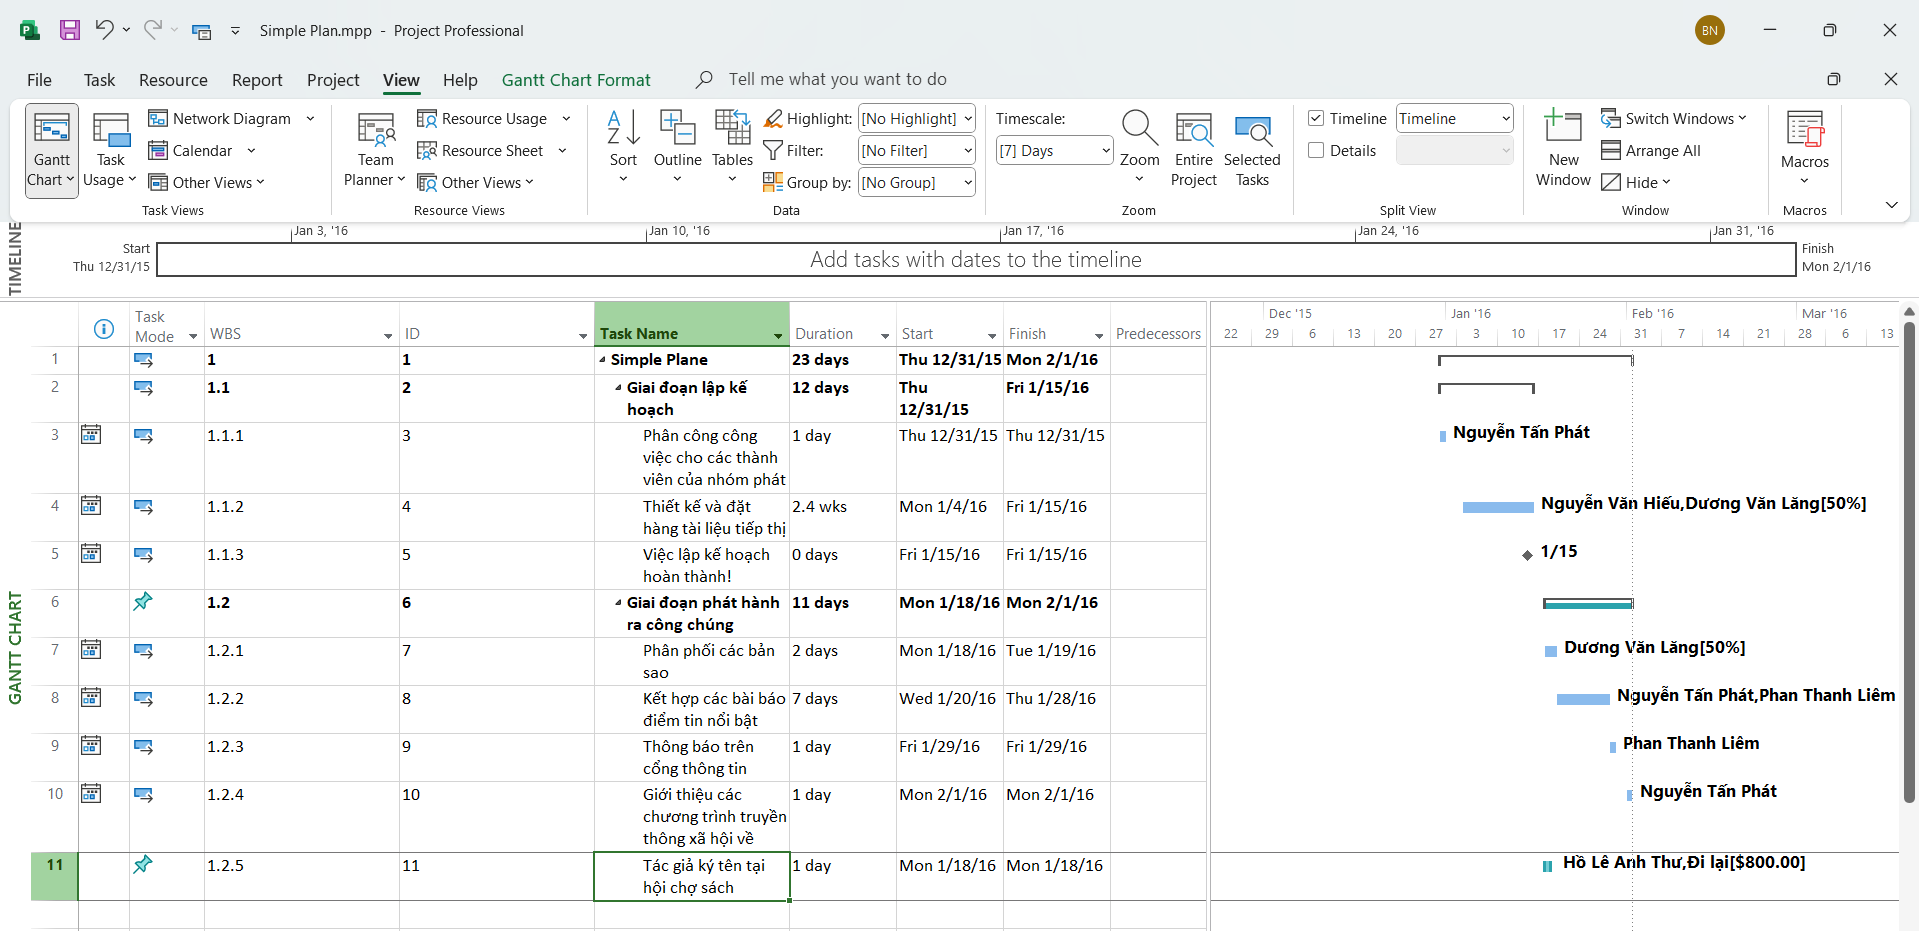 Simple Plan.mpp - Project Professional
BN
File Task Resource Report Project View Help Gantt Chart Format Tell me what you want to do
Gantt Chart
Task Usage
Network Diagram
Calendar
Other Views
Task Views
Team Planner
Resource Usage
Resource Sheet
Other Views
Resource Views
Sort
Outline
Tables
Highlight: [No Highlight]
Filter: [No Filter]
Group by: [No Group]
Data
Timescale:
[7] Days
Zoom
Entire Project
Selected Tasks
Zoom
Timeline Timeline
Details
Split View
New Window
Switch Windows
Arrange All
Hide
Window
Macros
Macros
TIMELINE
Jan 3, '16 Jan 10, '16 Jan 17, '16 Jan 24, '16 Jan 31, '16
Start
Thu 12/31/15
Add tasks with dates to the timeline
Finish
Mon 2/1/16
GANTT CHART
Task Mode WBS ID Task Name Duration Start Finish Predecessors
Dec '15 Jan '16 Feb '16 Mar '16
22 29 6 13 20 27 3 10 17 24 31 7 14 21 28 6 13
1 1 1 Simple Plane 23 days Thu 12/31/15 Mon 2/1/16
2 1.1 2 Giai đoạn lập kế 12 days Thu Fri 1/15/16
hoạch 12/31/15
3 1.1.1 3 Phân công công 1 day Thu 12/31/15 Thu 12/31/15 Nguyễn Tấn Phát
việc cho các thành
viên của nhóm phát
4 1.1.2 4 Thiết kế và đặt 2.4 wks Mon 1/4/16 Fri 1/15/16 Nguyễn Văn Hiếu,Dương Văn Lăng[50%]
hàng tài liệu tiếp thị
5 1.1.3 5 Việc lập kế hoạch 0 days Fri 1/15/16 Fri 1/15/16 1/15
hoàn thành!
6 1.2 6 Giai đoạn phát hành 11 days Mon 1/18/16 Mon 2/1/16
ra công chúng
7 1.2.1 7 Phân phối các bản 2 days Mon 1/18/16 Tue 1/19/16 Dương Văn Lăng[50%]
sao
8 1.2.2 8 Kết hợp các bài báo 7 days Wed 1/20/16 Thu 1/28/16 Nguyễn Tấn Phát,Phan Thanh Liêm
điểm tin nổi bật
9 1.2.3 9 Thông báo trên 1 day Fri 1/29/16 Fri 1/29/16 Phan Thanh Liêm
cổng thông tin
10 1.2.4 10 Giới thiệu các 1 day Mon 2/1/16 Mon 2/1/16 Nguyễn Tấn Phát
chương trình truyền
thông xã hội về
11 1.2.5 11 Tác giả ký tên tại 1 day Mon 1/18/16 Mon 1/18/16 Hồ Lê Anh Thư,Đi lại[$800.00]
hội chợ sách